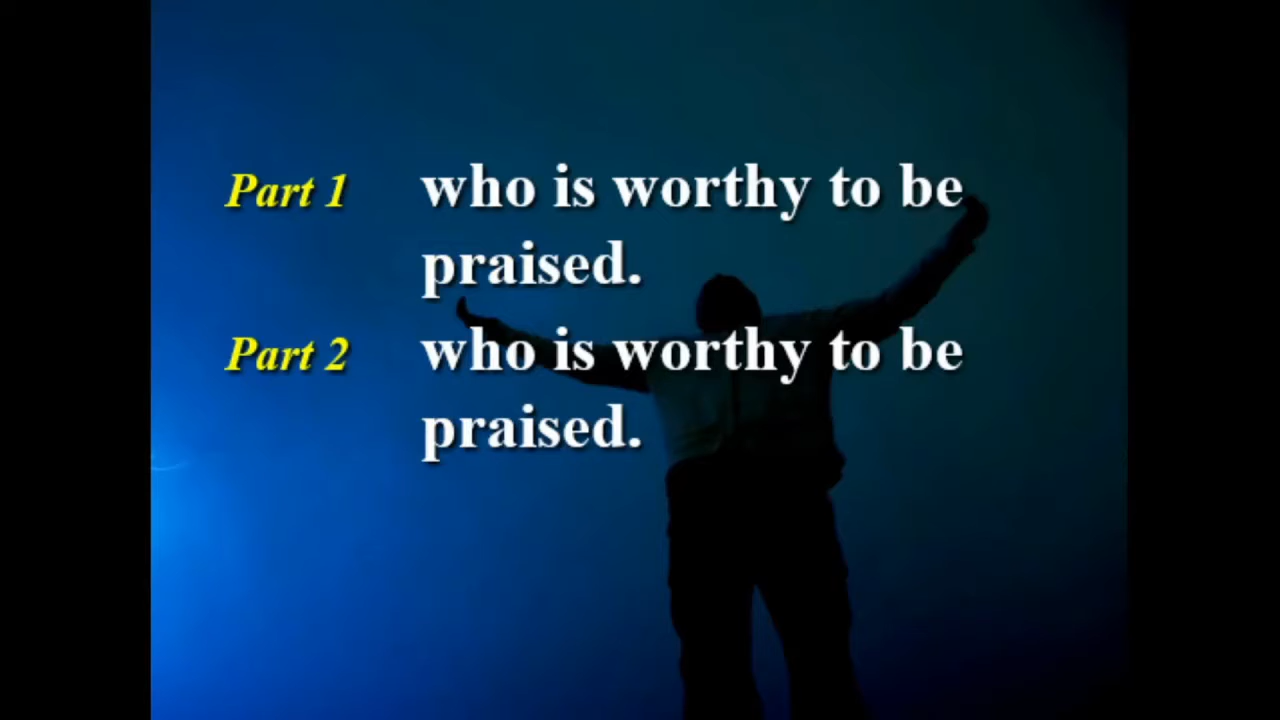 Part 1 who is worthy to be
praised.
Part 2 who is worthy to be
praised.